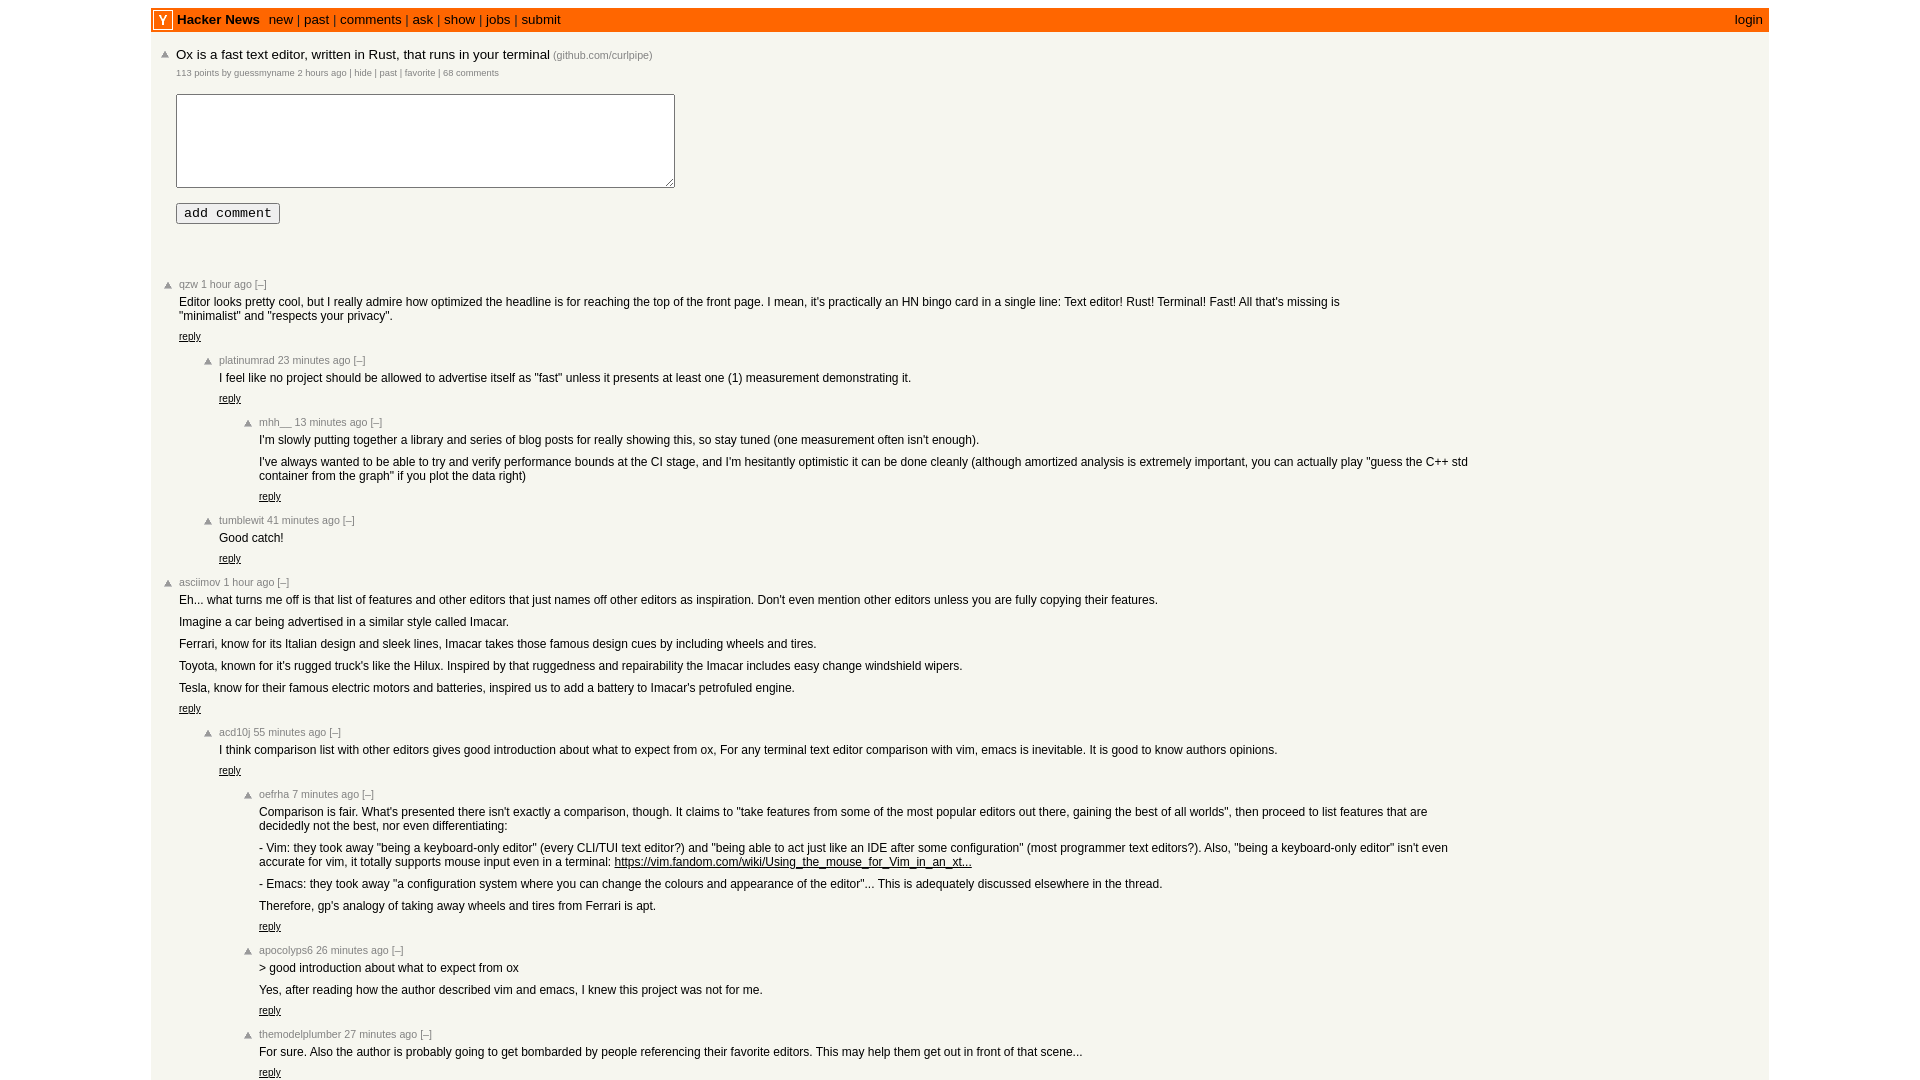 Y Hacker News new | past | comments | ask | show | jobs | submit login
Ox is a fast text editor, written in Rust, that runs in your terminal (github.com/curlpipe)
113 points by guessmyname 2 hours ago | hide | past | favorite | 68 comments
add comment
qzw 1 hour ago [–]
Editor looks pretty cool, but I really admire how optimized the headline is for reaching the top of the front page. I mean, it's practically an HN bingo card in a single line: Text editor! Rust! Terminal! Fast! All that's missing is
"minimalist" and "respects your privacy".
reply
platinumrad 23 minutes ago [–]
I feel like no project should be allowed to advertise itself as "fast" unless it presents at least one (1) measurement demonstrating it.
reply
mhh__ 13 minutes ago [–]
I'm slowly putting together a library and series of blog posts for really showing this, so stay tuned (one measurement often isn't enough).
I've always wanted to be able to try and verify performance bounds at the CI stage, and I'm hesitantly optimistic it can be done cleanly (although amortized analysis is extremely important, you can actually play "guess the C++ std
container from the graph" if you plot the data right)
reply
tumblewit 41 minutes ago [–]
Good catch!
reply
asciimov 1 hour ago [–]
Eh... what turns me off is that list of features and other editors that just names off other editors as inspiration. Don't even mention other editors unless you are fully copying their features.
Imagine a car being advertised in a similar style called Imacar.
Ferrari, know for its Italian design and sleek lines, Imacar takes those famous design cues by including wheels and tires.
Toyota, known for it's rugged truck's like the Hilux. Inspired by that ruggedness and repairability the Imacar includes easy change windshield wipers.
Tesla, know for their famous electric motors and batteries, inspired us to add a battery to Imacar's petrofuled engine.
reply
acd10j 55 minutes ago [–]
I think comparison list with other editors gives good introduction about what to expect from ox, For any terminal text editor comparison with vim, emacs is inevitable. It is good to know authors opinions.
reply
oefrha 7 minutes ago [–]
Comparison is fair. What's presented there isn't exactly a comparison, though. It claims to "take features from some of the most popular editors out there, gaining the best of all worlds", then proceed to list features that are
decidedly not the best, nor even differentiating:
- Vim: they took away "being a keyboard-only editor" (every CLI/TUI text editor?) and "being able to act just like an IDE after some configuration" (most programmer text editors?). Also, "being a keyboard-only editor" isn't even
accurate for vim, it totally supports mouse input even in a terminal: https://vim.fandom.com/wiki/Using_the_mouse_for_Vim_in_an_xt...
- Emacs: they took away "a configuration system where you can change the colours and appearance of the editor"... This is adequately discussed elsewhere in the thread.
Therefore, gp's analogy of taking away wheels and tires from Ferrari is apt.
reply
apocolyps6 26 minutes ago [–]
> good introduction about what to expect from ox
Yes, after reading how the author described vim and emacs, I knew this project was not for me.
reply
themodelplumber 27 minutes ago [–]
For sure. Also the author is probably going to get bombarded by people referencing their favorite editors. This may help them get out in front of that scene...
reply